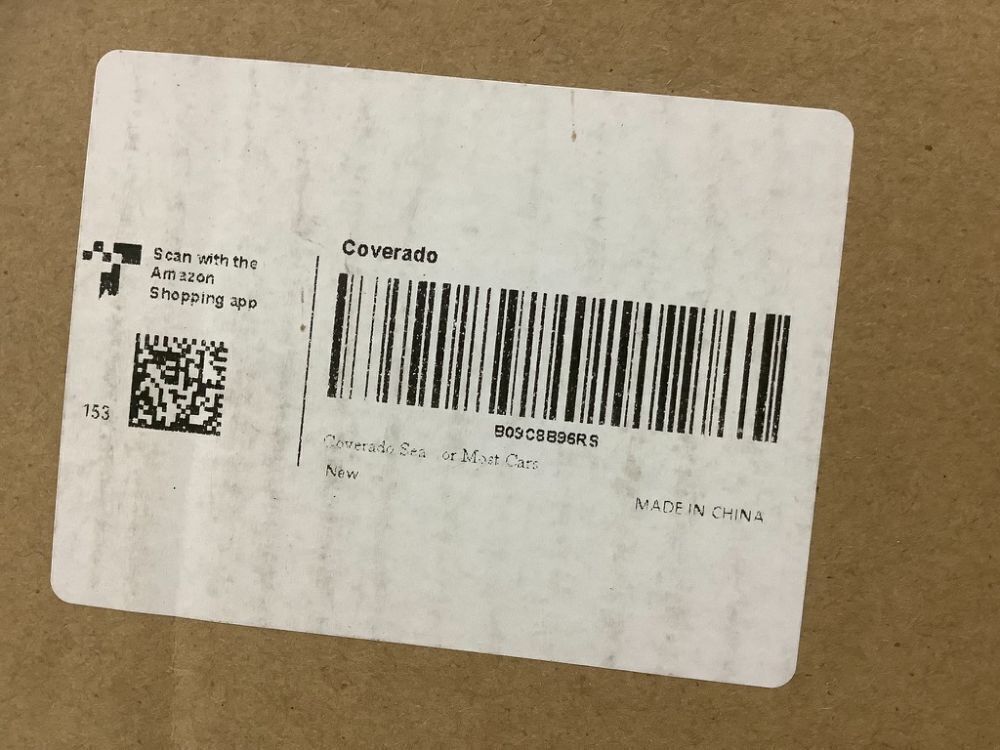 Scan with the
Amazon
Shopping app
153
Coverado
B09C8B96RS
Coverado Sea or Most Cars
New
MADE IN CHINA